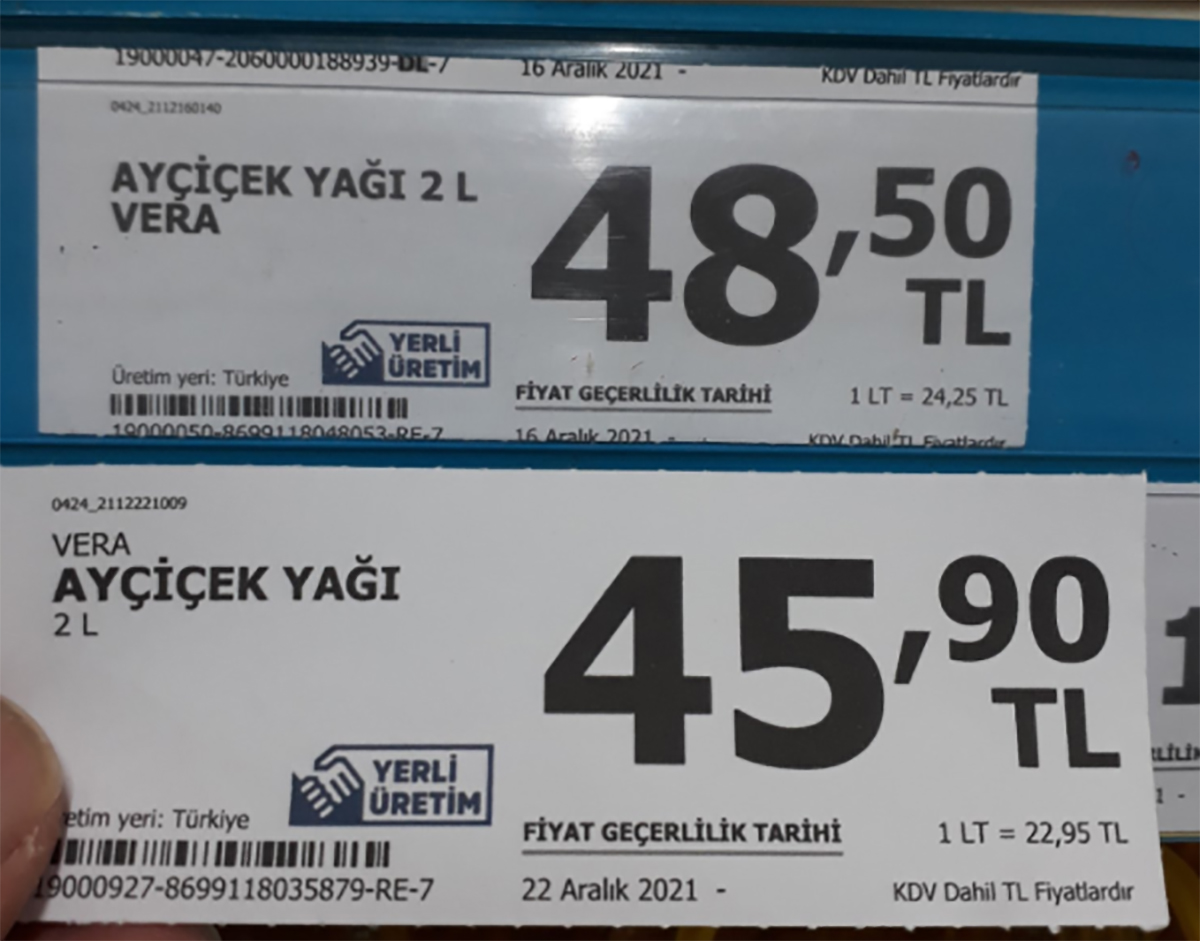 19000047-2060000188939-DL-7 16 Aralık 2021 - KDV Dahil TL Fiyatlardır
0424_2112160140
AYÇİÇEK YAĞI 2 L
VERA
48,50
TL
YERLİ
ÜRETİM
Üretim yeri: Türkiye
FİYAT GEÇERLİLİK TARİHİ 1 LT = 24,25 TL
19000050-8699118048053-RE-7 16 Aralık 2021 - KDV Dahil TL Fiyatlardır
0424_2112221009
VERA
AYÇİÇEK YAĞI
2 L
45,90
TL
YERLİ
ÜRETİM
etim yeri: Türkiye
FİYAT GEÇERLİLİK TARİHİ 1 LT = 22,95 TL
19000927-8699118035879-RE-7 22 Aralık 2021 - KDV Dahil TL Fiyatlardır